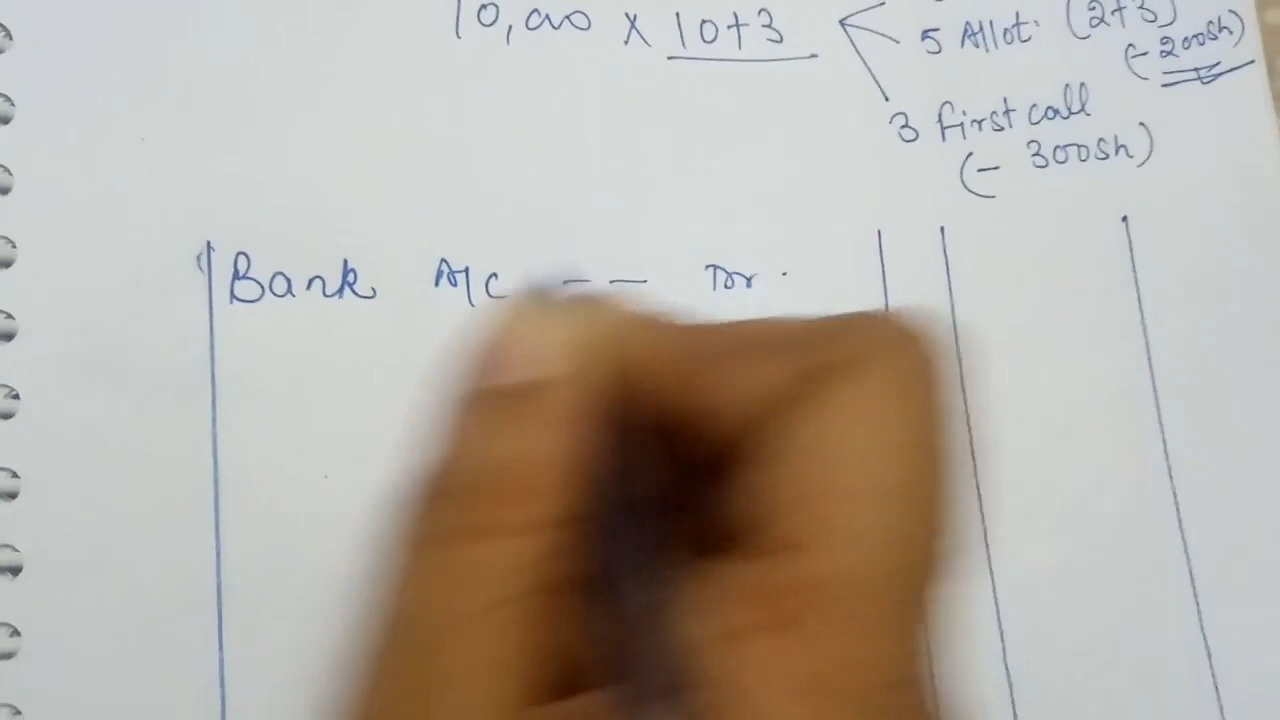 10,000 × 10+3
5 Allot. (2+3)
(-200sh)
3 first call
(- 300sh)
Bank A/c -- Dr.